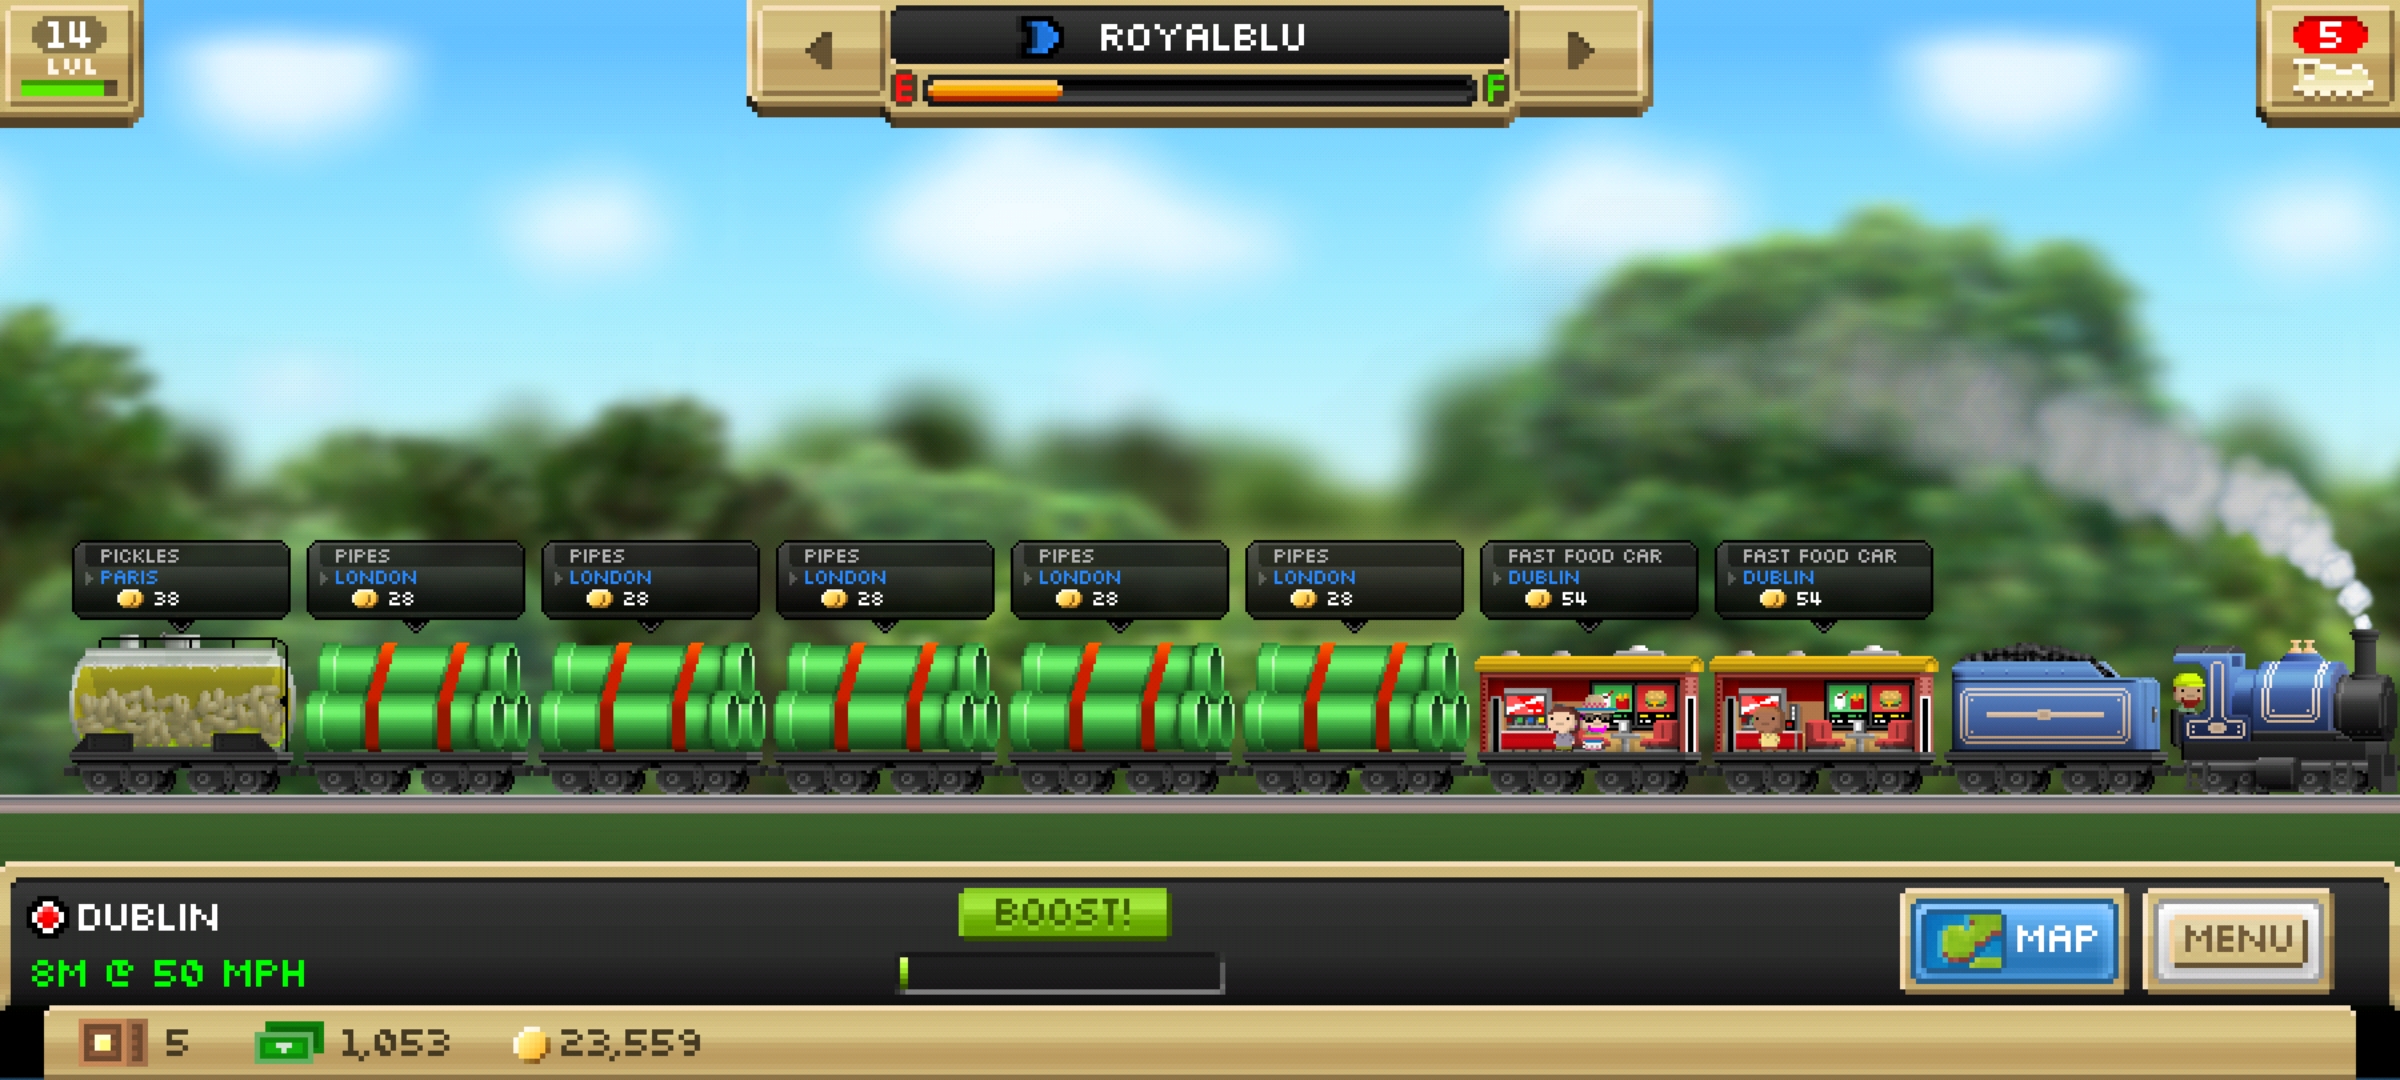 14
LVL
ROYALBLU
E
F
5
PICKLES
PARIS
38
PIPES
LONDON
28
PIPES
LONDON
28
PIPES
LONDON
28
PIPES
LONDON
28
PIPES
LONDON
28
FAST FOOD CAR
DUBLIN
54
FAST FOOD CAR
DUBLIN
54
DUBLIN
8M @ 50 MPH
BOOST!
MAP
MENU
5
1,053
23,559